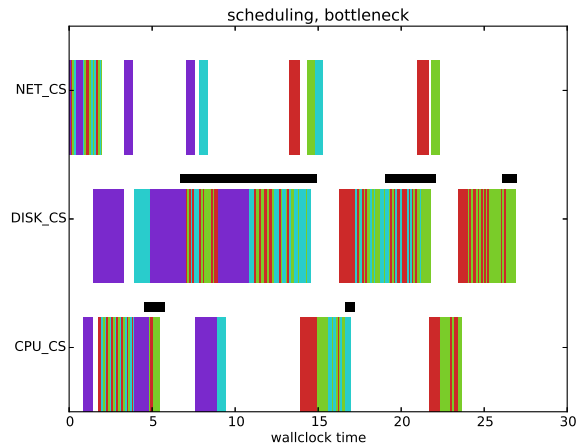 scheduling, bottleneck
NET_CS
DISK_CS
CPU_CS
0 5 10 15 20 25 30
wallclock time